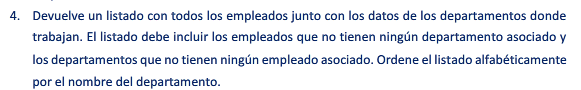 4. Devuelve un listado con todos los empleados junto con los datos de los departamentos donde
trabajan. El listado debe incluir los empleados que no tienen ningún departamento asociado y
los departamentos que no tienen ningún empleado asociado. Ordene el listado alfabéticamente
por el nombre del departamento.